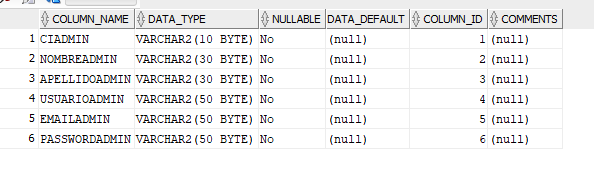 COLUMN_NAME DATA_TYPE NULLABLE DATA_DEFAULT COLUMN_ID COMMENTS
1 CIADMIN VARCHAR2(10 BYTE) No (null) 1 (null)
2 NOMBREADMIN VARCHAR2(30 BYTE) No (null) 2 (null)
3 APELLIDOADMIN VARCHAR2(30 BYTE) No (null) 3 (null)
4 USUARIOADMIN VARCHAR2(50 BYTE) No (null) 4 (null)
5 EMAILADMIN VARCHAR2(50 BYTE) No (null) 5 (null)
6 PASSWORDADMIN VARCHAR2(50 BYTE) No (null) 6 (null)